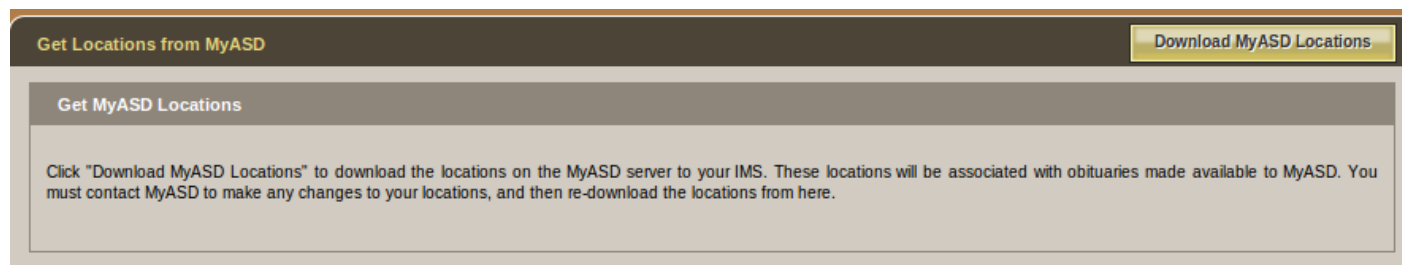 Get Locations from MyASD
Download MyASD Locations
Get MyASD Locations
Click "Download MyASD Locations" to download the locations on the MyASD server to your IMS. These locations will be associated with obituaries made available to MyASD. You
must contact MyASD to make any changes to your locations, and then re-download the locations from here.